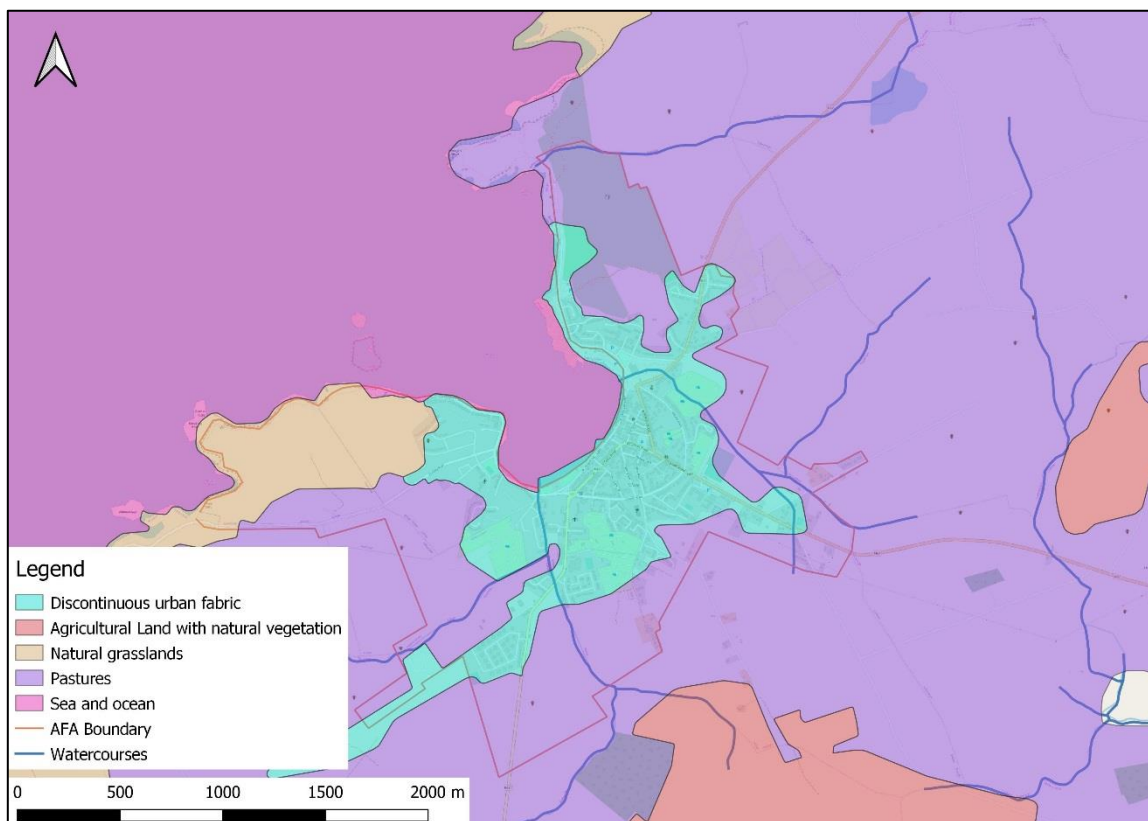 Legend
Discontinuous urban fabric
Agricultural Land with natural vegetation
Natural grasslands
Pastures
Sea and ocean
AFA Boundary
Watercourses
0 500 1000 1500 2000 m